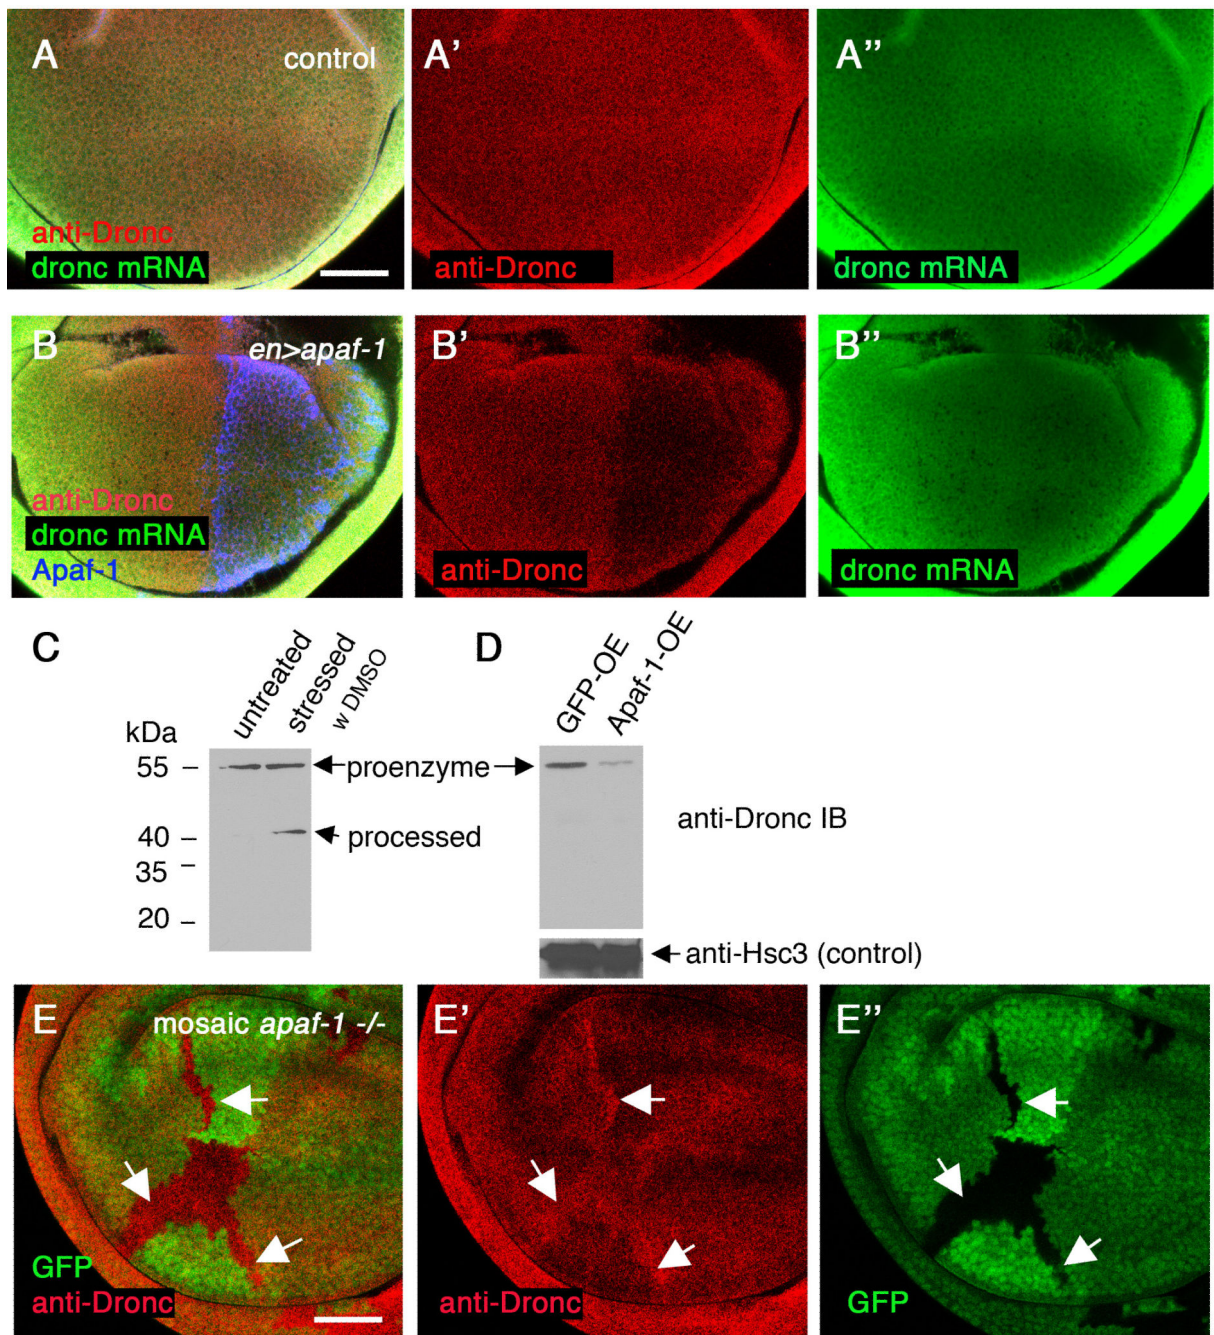 A
control
anti-Dronc
dronc mRNA
A'
anti-Dronc
A''
dronc mRNA
B
en>apaf-1
anti-Dronc
dronc mRNA
Apaf-1
B'
anti-Dronc
B''
dronc mRNA
C
untreated
stressed
w DMSO
kDa
55
40
35
20
proenzyme
processed
D
GFP-OE
Apaf-1-OE
anti-Dronc IB
anti-Hsc3 (control)
E
mosaic apaf-1 -/-
GFP
anti-Dronc
E'
anti-Dronc
E''
GFP